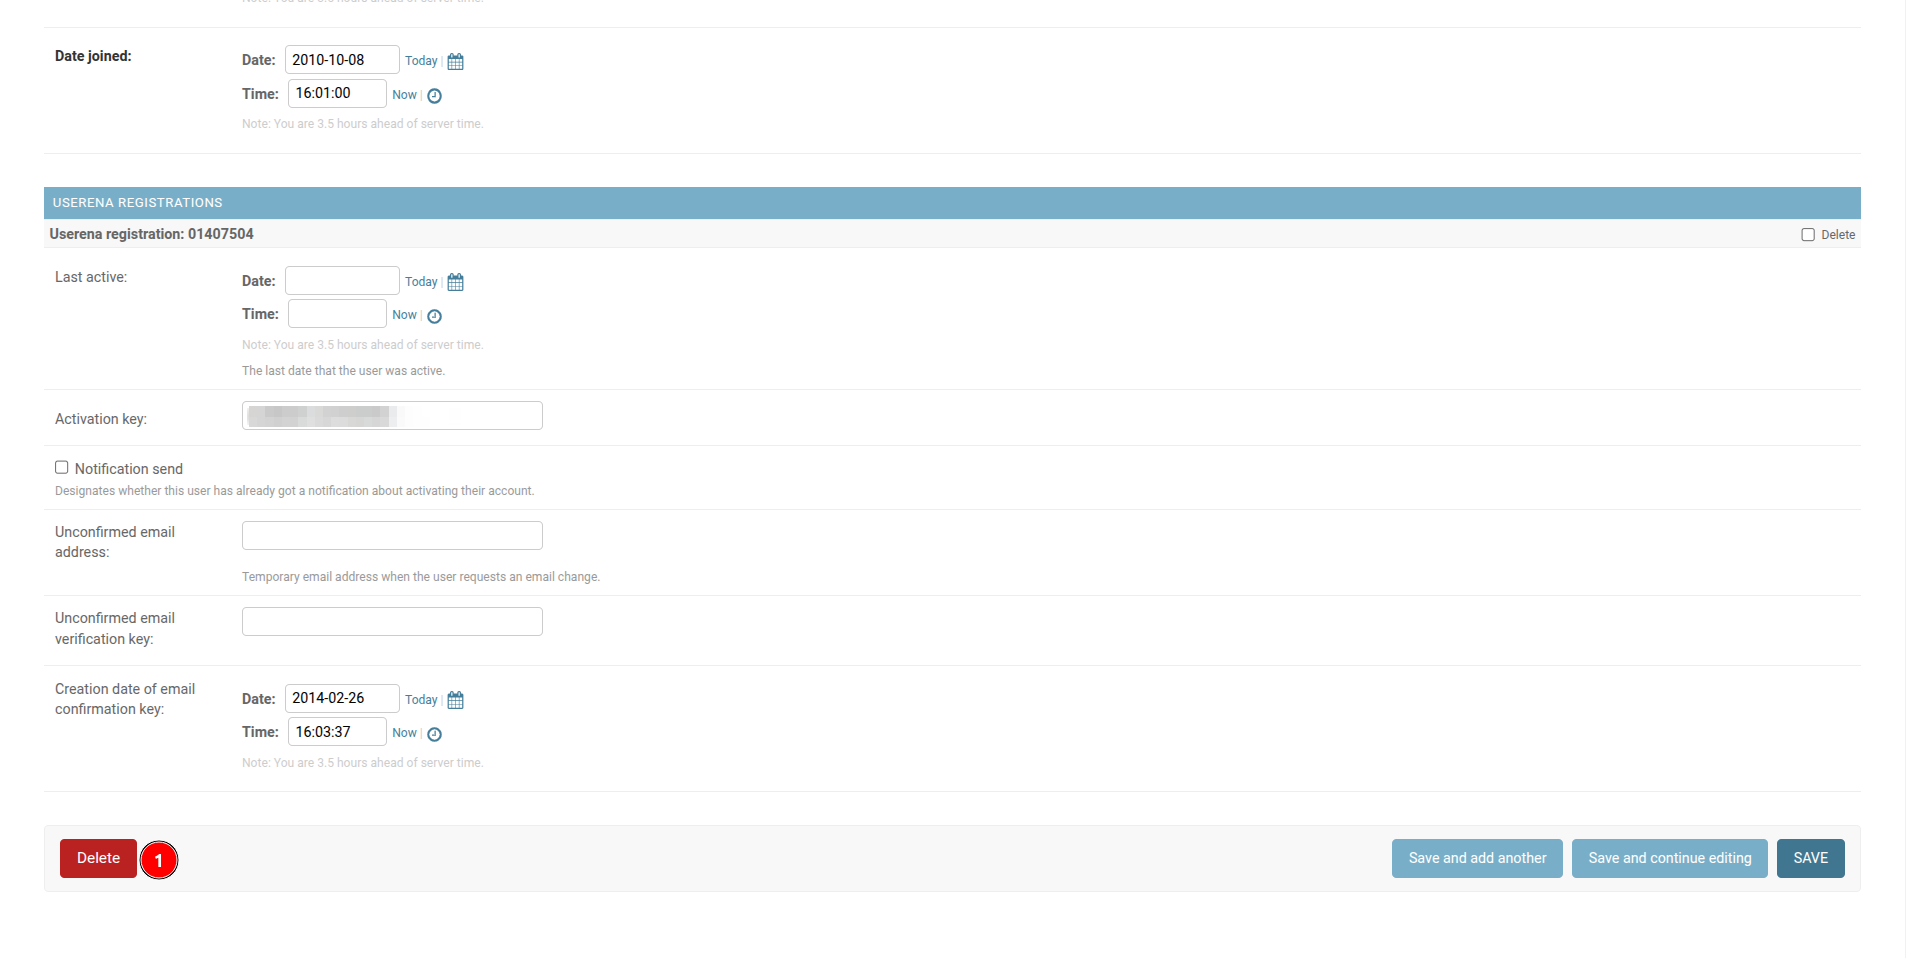 Note: You are 3.5 hours ahead of server time.
Date joined:
Date: 2010-10-08 Today |
Time: 16:01:00 Now |
Note: You are 3.5 hours ahead of server time.
USERENA REGISTRATIONS
Userena registration: 01407504 Delete
Last active:
Date: Today |
Time: Now |
Note: You are 3.5 hours ahead of server time.
The last date that the user was active.
Activation key:
Notification send
Designates whether this user has already got a notification about activating their account.
Unconfirmed email
address:
Temporary email address when the user requests an email change.
Unconfirmed email
verification key:
Creation date of email
confirmation key:
Date: 2014-02-26 Today |
Time: 16:03:37 Now |
Note: You are 3.5 hours ahead of server time.
Delete 1 Save and add another Save and continue editing SAVE